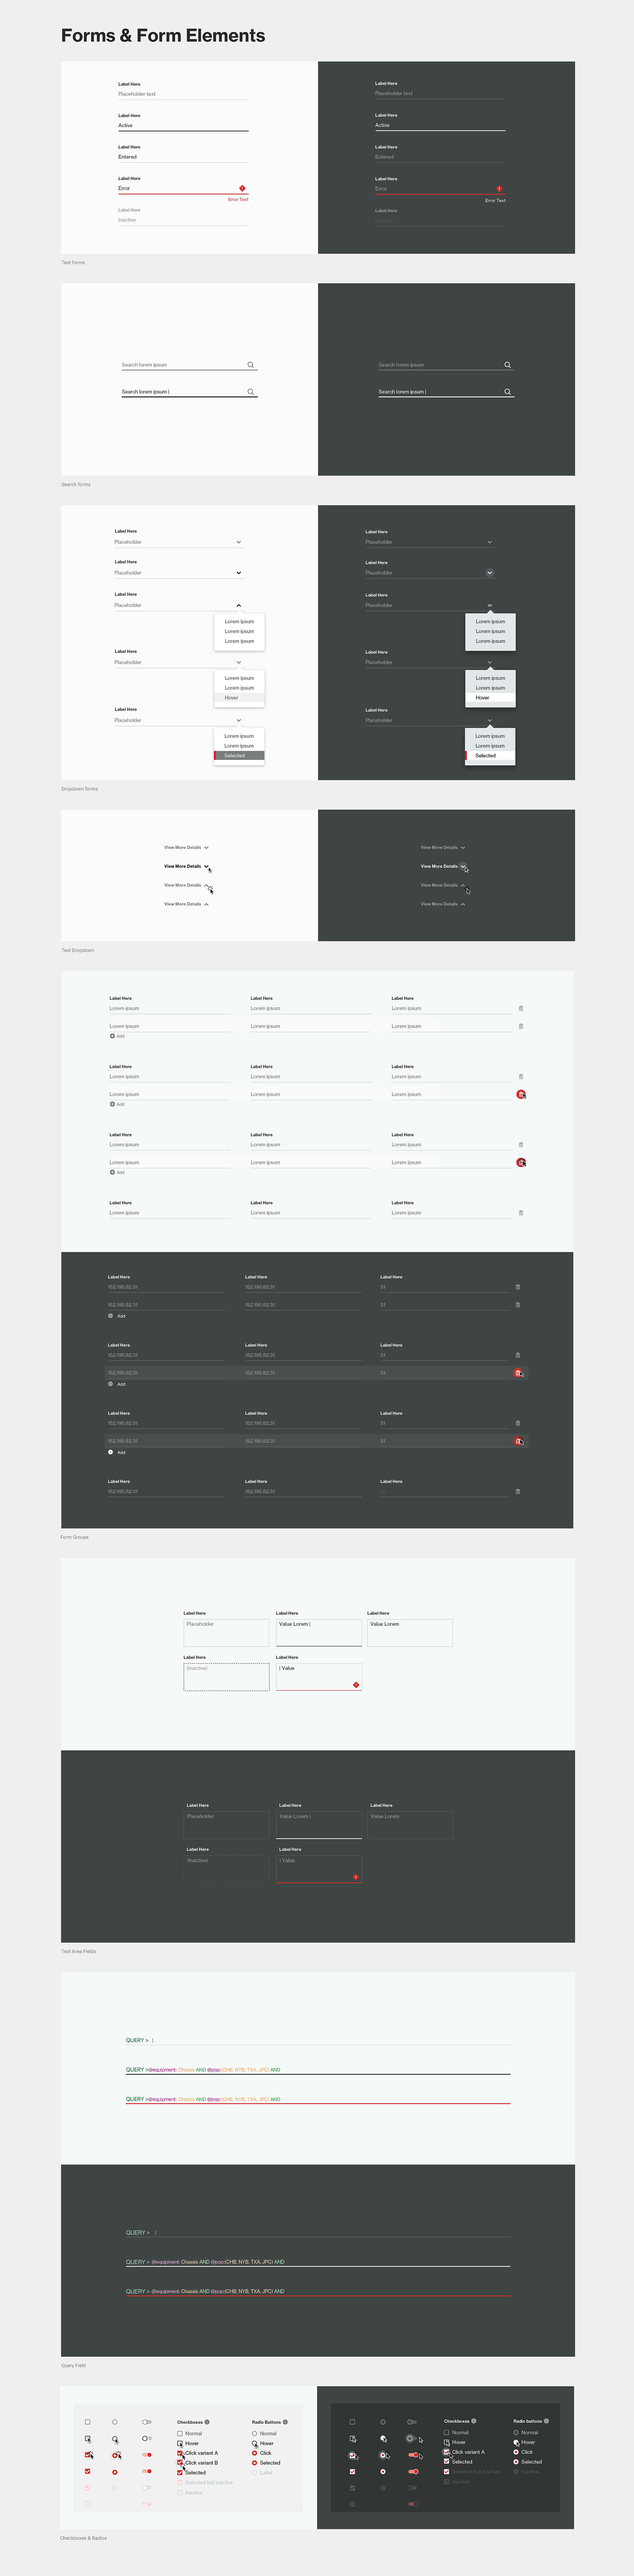 Forms & Form Elements
Label Here
Placeholder text
Label Here
Active
Label Here
Entered
Label Here
Error
Error Text
Label Here
Inactive
Label Here
Placeholder text
Label Here
Active
Label Here
Entered
Label Here
Error
Error Text
Label Here
Text forms
Search lorem ipsum
Search lorem ipsum |
Search lorem ipsum
Search lorem ipsum |
Search forms
Label Here
Placeholder
Label Here
Placeholder
Label Here
Placeholder
Lorem ipsum
Lorem ipsum
Lorem ipsum
Label Here
Placeholder
Lorem ipsum
Lorem ipsum
Hover
Label Here
Placeholder
Lorem ipsum
Lorem ipsum
Selected
Label Here
Placeholder
Label Here
Placeholder
Label Here
Placeholder
Lorem ipsum
Lorem ipsum
Lorem ipsum
Label Here
Placeholder
Lorem ipsum
Lorem ipsum
Hover
Label Here
Placeholder
Lorem ipsum
Lorem ipsum
Selected
Dropdown forms
View More Details
View More Details
View More Details
View More Details
View More Details
View More Details
View More Details
View More Details
Text Dropdown
Label Here Label Here Label Here
Lorem ipsum Lorem ipsum Lorem ipsum
Lorem ipsum Lorem ipsum Lorem ipsum
Add
Label Here Label Here Label Here
Lorem ipsum Lorem ipsum Lorem ipsum
Lorem ipsum Lorem ipsum Lorem ipsum
Add
Label Here Label Here Label Here
Lorem ipsum Lorem ipsum Lorem ipsum
Lorem ipsum Lorem ipsum Lorem ipsum
Add
Label Here Label Here Label Here
Lorem ipsum Lorem ipsum Lorem ipsum
Label Here Label Here Label Here
152.195.62.31 152.195.62.31 31
152.195.62.31 152.195.62.31 31
Add
Label Here Label Here Label Here
152.195.62.31 152.195.62.31 31
152.195.62.31 152.195.62.31 31
Add
Label Here Label Here Label Here
152.195.62.31 152.195.62.31 31
152.195.62.31 152.195.62.31 31
Add
Label Here Label Here Label Here
152.195.62.31 152.195.62.31
Form Groups
Label Here Label Here Label Here
Placeholder Value Lorem | Value Lorem
Label Here Label Here
(Inactive) | Value
Label Here Label Here Label Here
Placeholder Value Lorem | Value Lorem
Label Here Label Here
(Inactive) | Value
Text Area Fields
QUERY > |
QUERY >@equipment: Chassis AND @pop:(CHB, NYB, TXA, JPC) AND
QUERY >@equipment: Chassis AND @pop:(CHB, NYB, TXA, JPC) AND
QUERY > |
QUERY > @equipment: Chassis AND @pop:(CHB, NYB, TXA, JPC) AND
QUERY > @equipment: Chassis AND @pop:(CHB, NYB, TXA, JPC) AND
Query Field
Checkboxes
Normal
Hover
Click variant A
Click variant B
Selected
Selected but inactive
Inactive
Radio Buttons
Normal
Hover
Click
Selected
Label
Checkboxes
Normal
Hover
Click variant A
Selected
Selected but inactive
Inactive
Radio buttons
Normal
Hover
Click
Selected
Inactive
Checkboxes & Radios